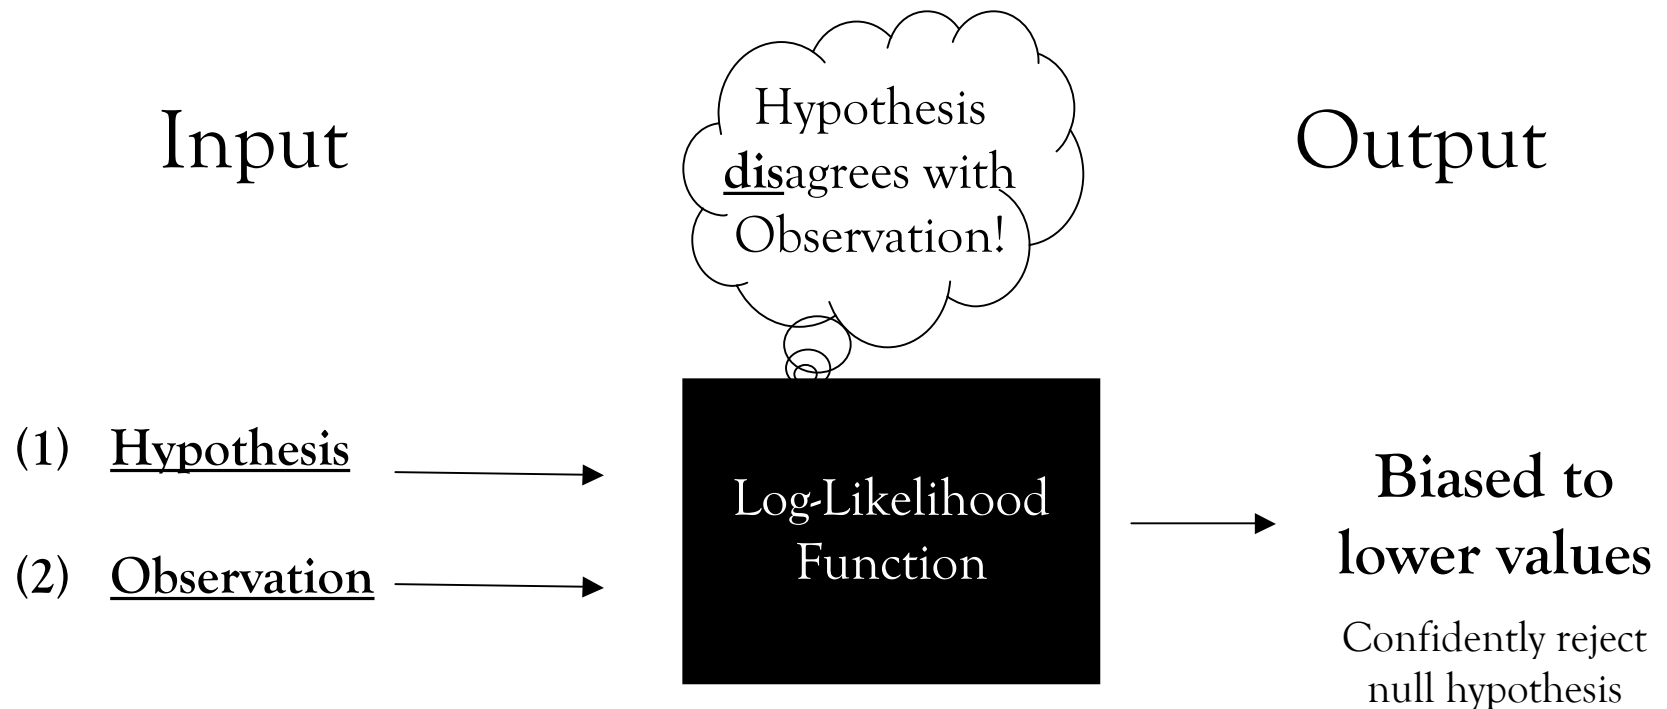 Input
Hypothesis
disagrees with
Observation!
Output
(1) Hypothesis
(2) Observation
Log-Likelihood
Function
Biased to
lower values
Confidently reject
null hypothesis